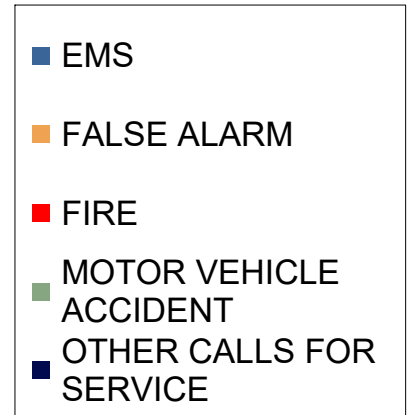 EMS
FALSE ALARM
FIRE
MOTOR VEHICLE
ACCIDENT
OTHER CALLS FOR
SERVICE